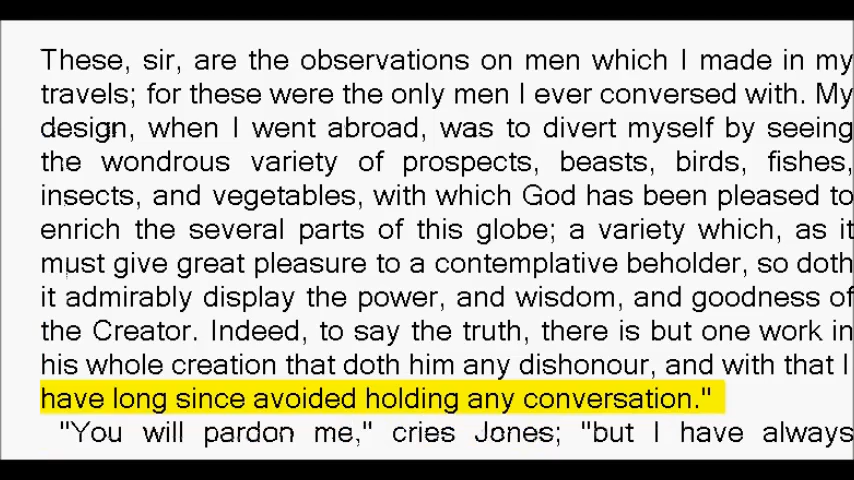 These, sir, are the observations on men which I made in my
travels; for these were the only men I ever conversed with. My
design, when I went abroad, was to divert myself by seeing
the wondrous variety of prospects, beasts, birds, fishes,
insects, and vegetables, with which God has been pleased to
enrich the several parts of this globe; a variety which, as it
must give great pleasure to a contemplative beholder, so doth
it admirably display the power, and wisdom, and goodness of
the Creator. Indeed, to say the truth, there is but one work in
his whole creation that doth him any dishonour, and with that I
have long since avoided holding any conversation."
"You will pardon me," cries Jones; "but I have always